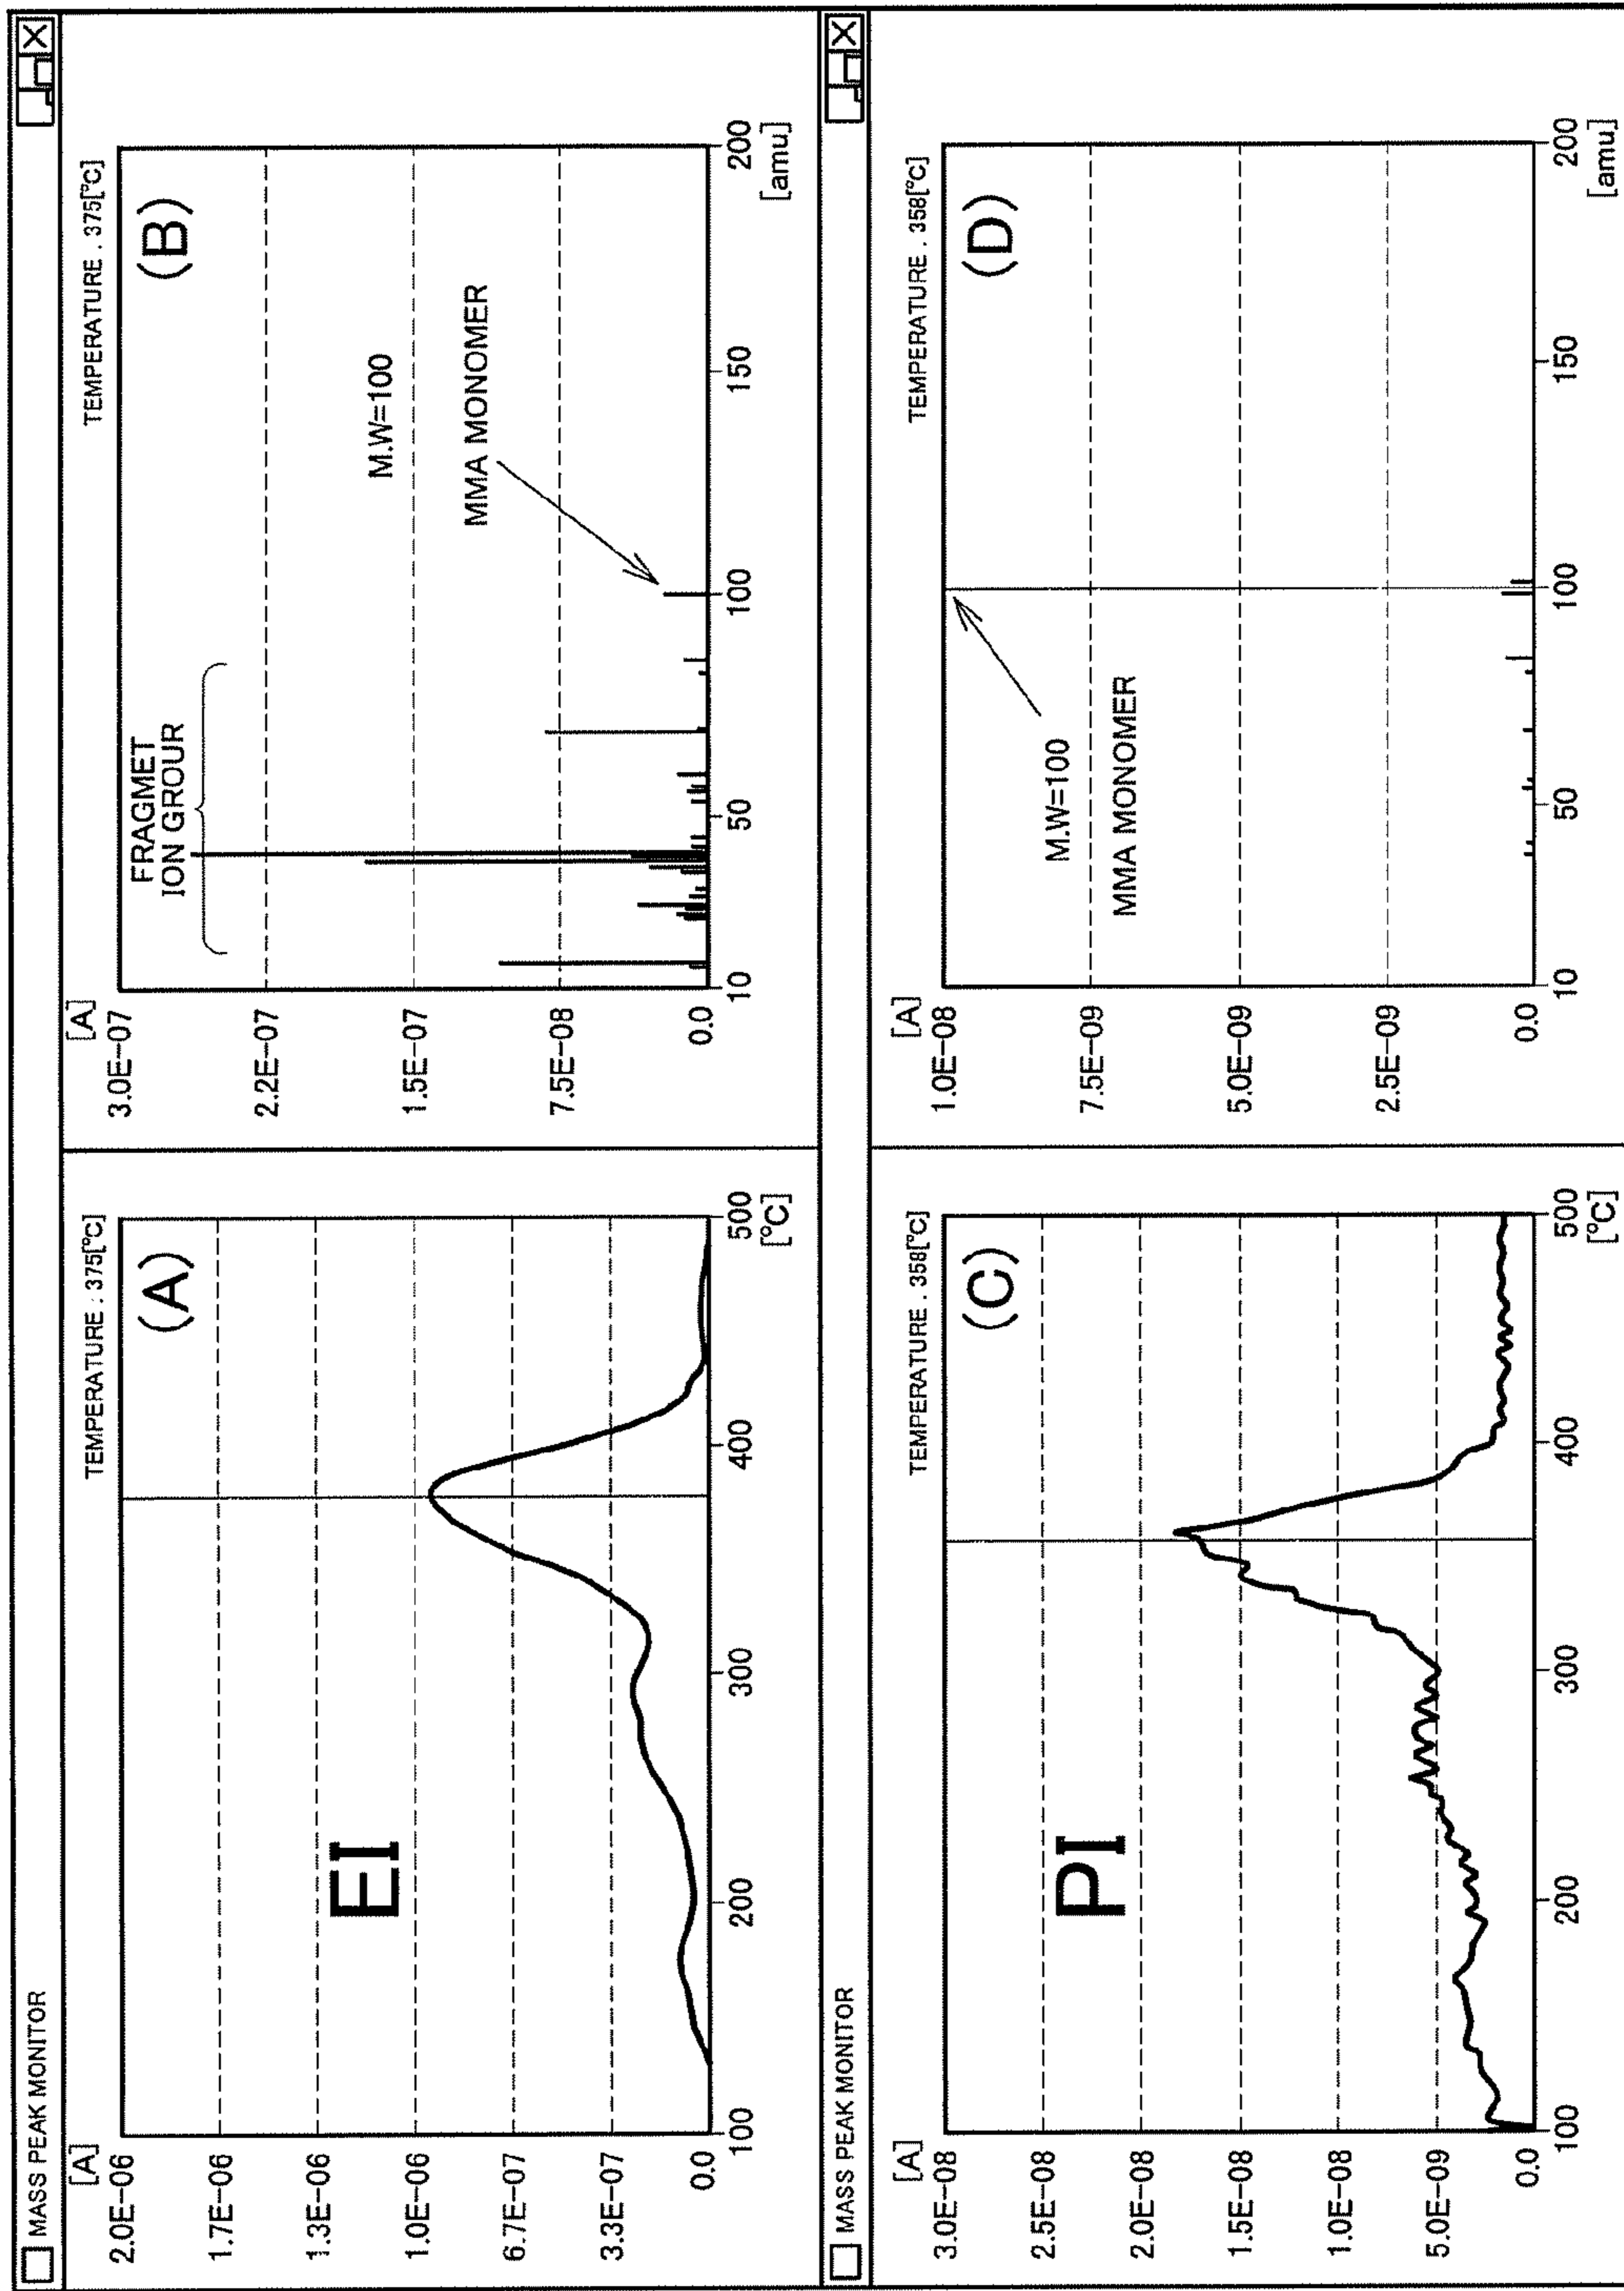 MASS PEAK MONITOR
[A]
TEMPERATURE : 375[°C]
2.0E-06
1.7E-06
1.3E-06
1.0E-06
6.7E-07
3.3E-07
0.0
(A)
EI
100
200
300
400
500
[°C]
[A]
TEMPERATURE . 375[°C]
3.0E-07
2.2E-07
1.5E-07
7.5E-08
0.0
(B)
FRAGMET
ION GROUR
M.W=100
MMA MONOMER
10
50
100
150
200
[amu]
MASS PEAK MONITOR
[A]
TEMPERATURE . 358[°C]
3.0E-08
2.5E-08
2.0E-08
1.5E-08
1.0E-08
5.0E-09
0.0
(C)
PI
100
200
300
400
500
[°C]
[A]
TEMPERATURE . 358[°C]
1.0E-08
7.5E-09
5.0E-09
2.5E-09
0.0
(D)
M.W=100
MMA MONOMER
10
50
100
150
200
[amu]